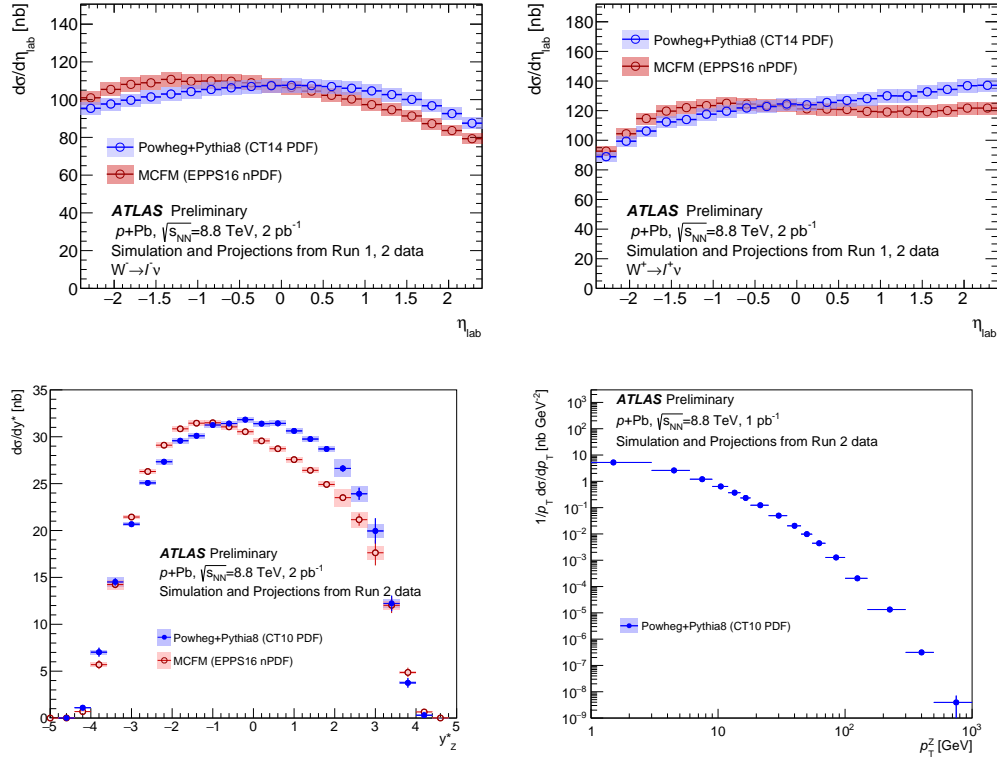 dσ/dη_lab [nb]
140
120
100
80
60
40
20
0
Powheg+Pythia8 (CT14 PDF)
MCFM (EPPS16 nPDF)
ATLAS Preliminary
p+Pb, √s_NN=8.8 TeV, 2 pb⁻¹
Simulation and Projections from Run 1, 2 data
W⁻→l⁻ν
−2 −1.5 −1 −0.5 0 0.5 1 1.5 2
η_lab
dσ/dη_lab [nb]
180
160
140
120
100
80
60
40
20
0
Powheg+Pythia8 (CT14 PDF)
MCFM (EPPS16 nPDF)
ATLAS Preliminary
p+Pb, √s_NN=8.8 TeV, 2 pb⁻¹
Simulation and Projections from Run 1, 2 data
W⁺→l⁺ν
−2 −1.5 −1 −0.5 0 0.5 1 1.5 2
η_lab
dσ/dy* [nb]
35
30
25
20
15
10
5
0
ATLAS Preliminary
p+Pb, √s_NN=8.8 TeV, 2 pb⁻¹
Simulation and Projections from Run 2 data
Powheg+Pythia8 (CT10 PDF)
MCFM (EPPS16 nPDF)
−5 −4 −3 −2 −1 0 1 2 3 4 5
y*_Z
1/p_T dσ/dp_T [nb GeV⁻²]
10³
10²
10
1
10⁻¹
10⁻²
10⁻³
10⁻⁴
10⁻⁵
10⁻⁶
10⁻⁷
10⁻⁸
10⁻⁹
ATLAS Preliminary
p+Pb, √s_NN=8.8 TeV, 1 pb⁻¹
Simulation and Projections from Run 2 data
Powheg+Pythia8 (CT10 PDF)
1 10 10² 10³
p_T^Z [GeV]